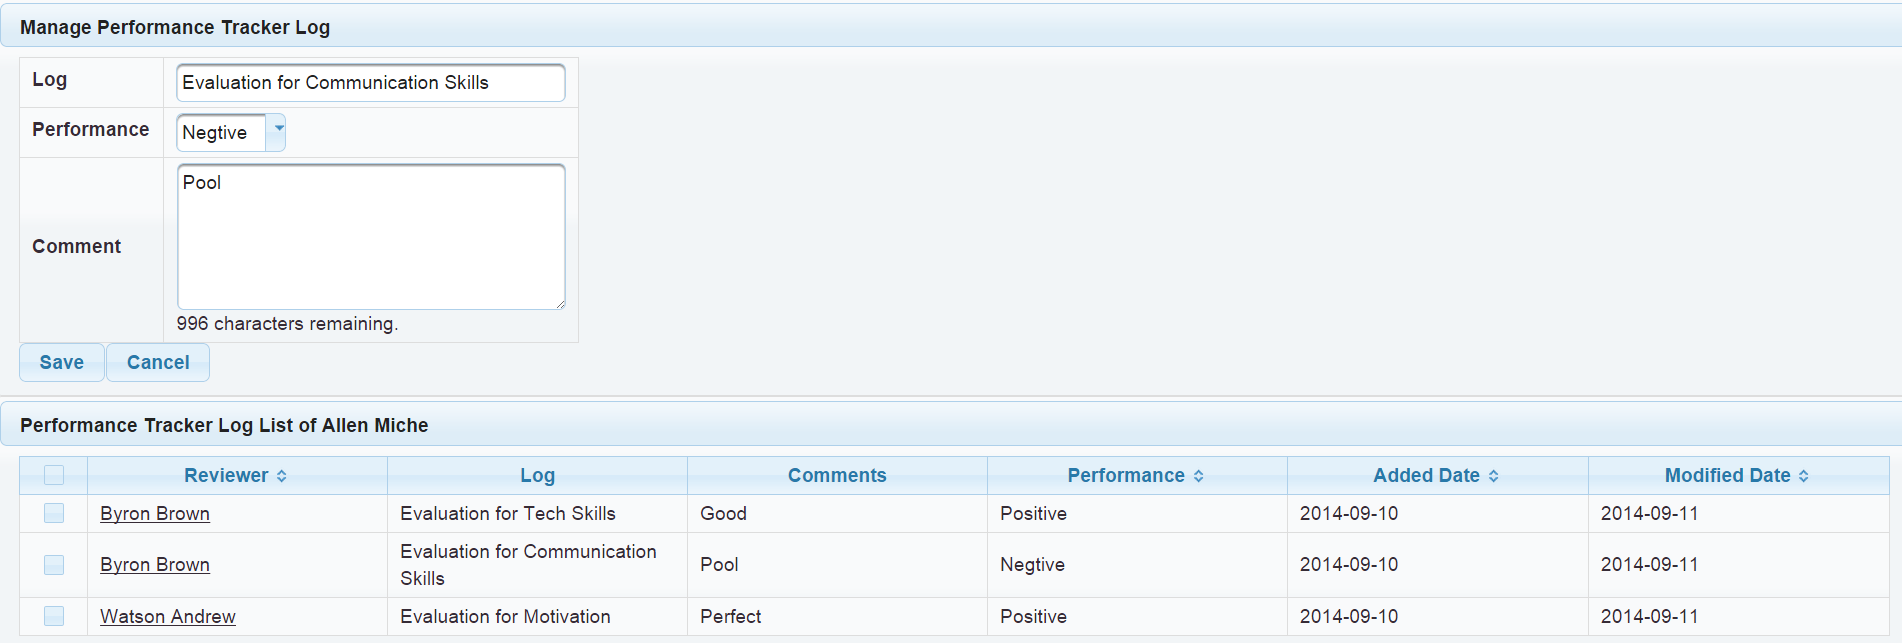 Manage Performance Tracker Log
Log
Evaluation for Communication Skills
Performance
Negtive
Comment
Pool
996 characters remaining.
Save Cancel
Performance Tracker Log List of Allen Miche
Reviewer Log Comments Performance Added Date Modified Date
Byron Brown Evaluation for Tech Skills Good Positive 2014-09-10 2014-09-11
Byron Brown Evaluation for Communication
Skills Pool Negtive 2014-09-10 2014-09-11
Watson Andrew Evaluation for Motivation Perfect Positive 2014-09-10 2014-09-11